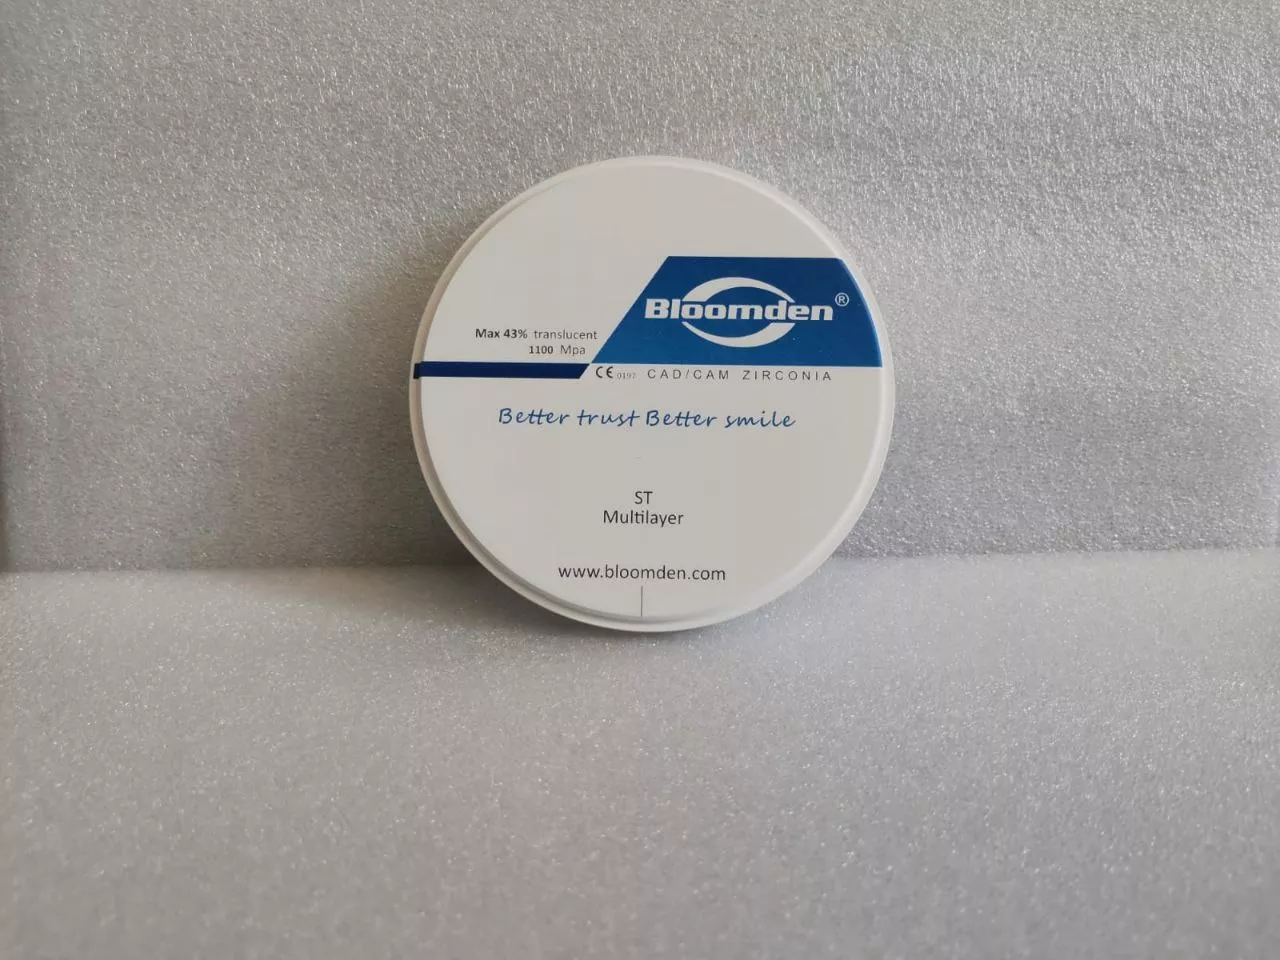 Bloomden®
Max 43% translucent
1100 Mpa
CE 0197 CAD/CAM ZIRCONIA
Better trust Better smile
ST
Multilayer
www.bloomden.com